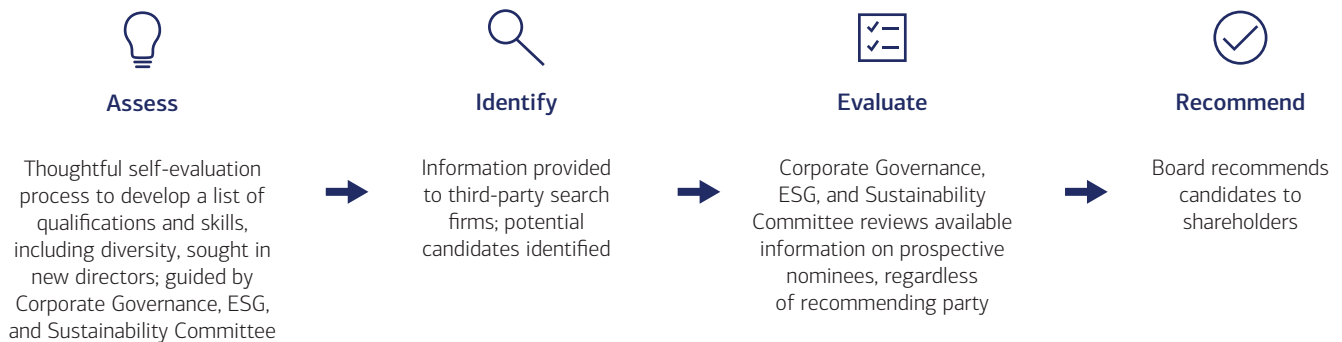 Assess
Thoughtful self-evaluation
process to develop a list of
qualifications and skills,
including diversity, sought in
new directors; guided by
Corporate Governance, ESG,
and Sustainability Committee
Identify
Information provided
to third-party search
firms; potential
candidates identified
Evaluate
Corporate Governance,
ESG, and Sustainability
Committee reviews available
information on prospective
nominees, regardless
of recommending party
Recommend
Board recommends
candidates to
shareholders